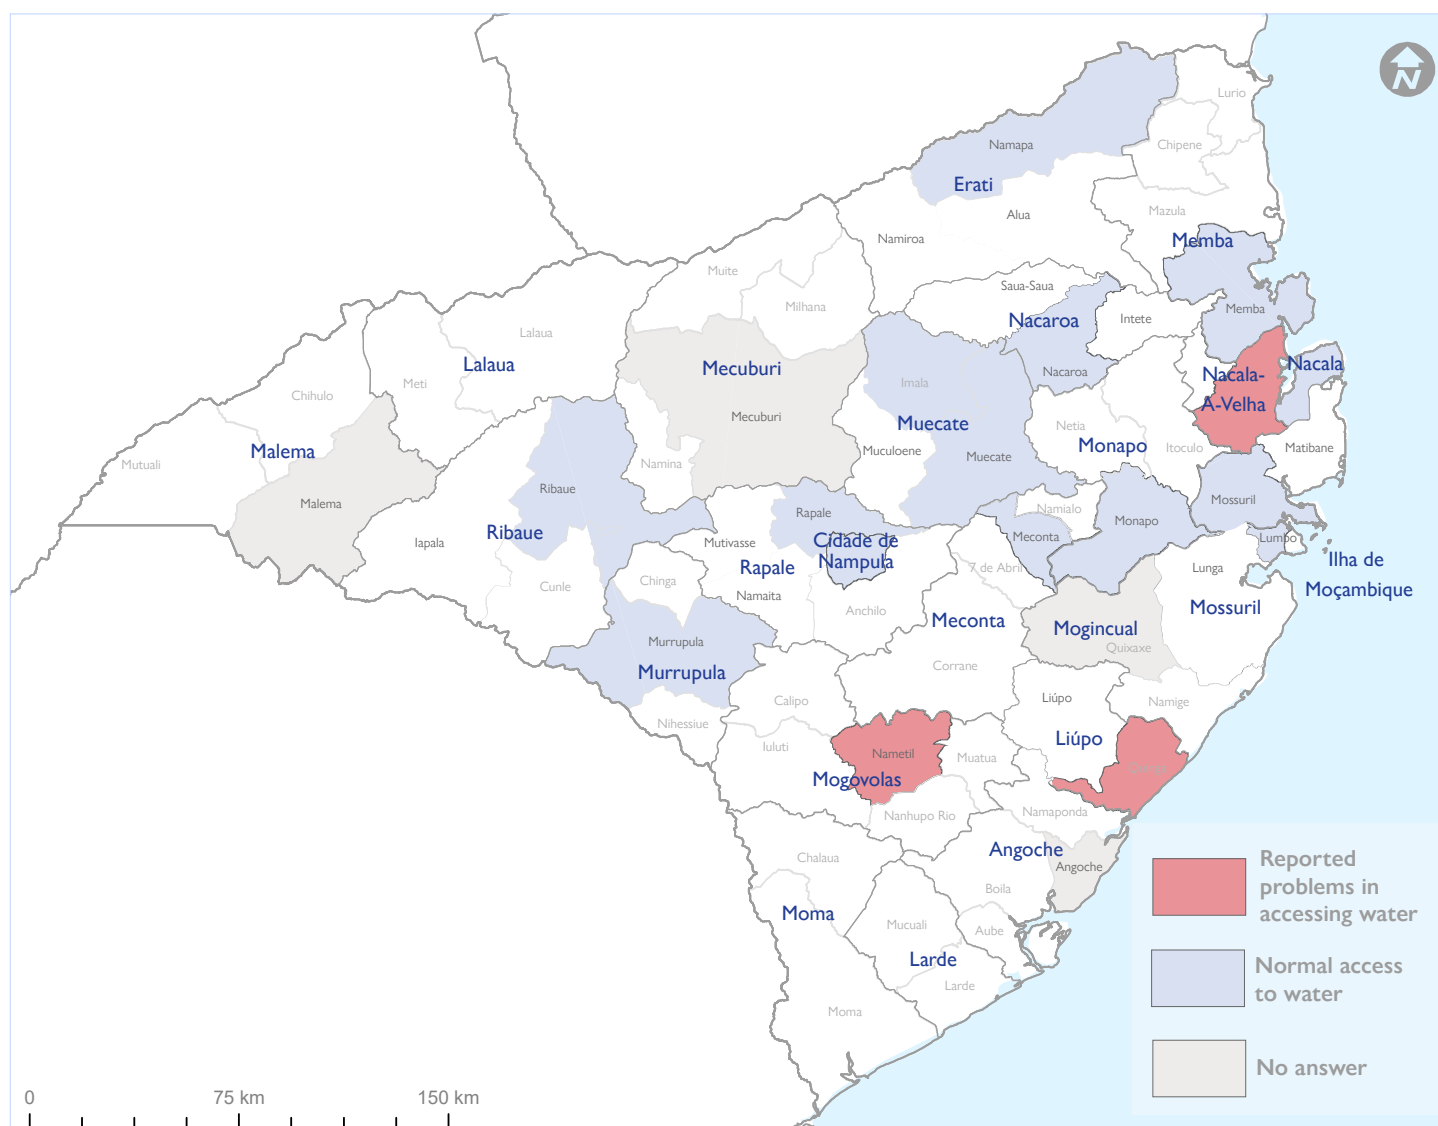 N
Lurio
Namapa
Chipene
Erati
Alua
Mazula
Namiroa
Memba
Muite
Saua-Saua
Milhana
Memba
Nacaroa
Intete
Lalaua
Lalaua
Mecuburi
Nacala
Nacaroa
Nacala-
A-Velha
Meti
Imala
Chihulo
Mecuburi
Muecate
Netia
Monapo
Itoculo
Matibane
Malema
Muculoene
Muecate
Mutuali
Namina
Ribaue
Malema
Mossuril
Rapale
Namialo
Monapo
Ribaue
Iapala
Mutivasse
Cidade de
Nampula
Meconta
Lumbo
Ilha de
Moçambique
Rapale
7 de Abril
Lunga
Cunle
Chinga
Namaita
Anchilo
Mossuril
Meconta
Mogincual
Quixaxe
Murrupula
Murrupula
Corrane
Calipo
Liúpo
Namige
Nihessiue
Iuluti
Liúpo
Nametil
Muatua
Mogovolas
Nanhupo Rio
Namaponda
Angoche
Chalaua
Angoche
Boila
Moma
Mucuali
Aube
Larde
Larde
Moma
Reported
problems in
accessing water
Normal access
to water
No answer
0 75 km 150 km